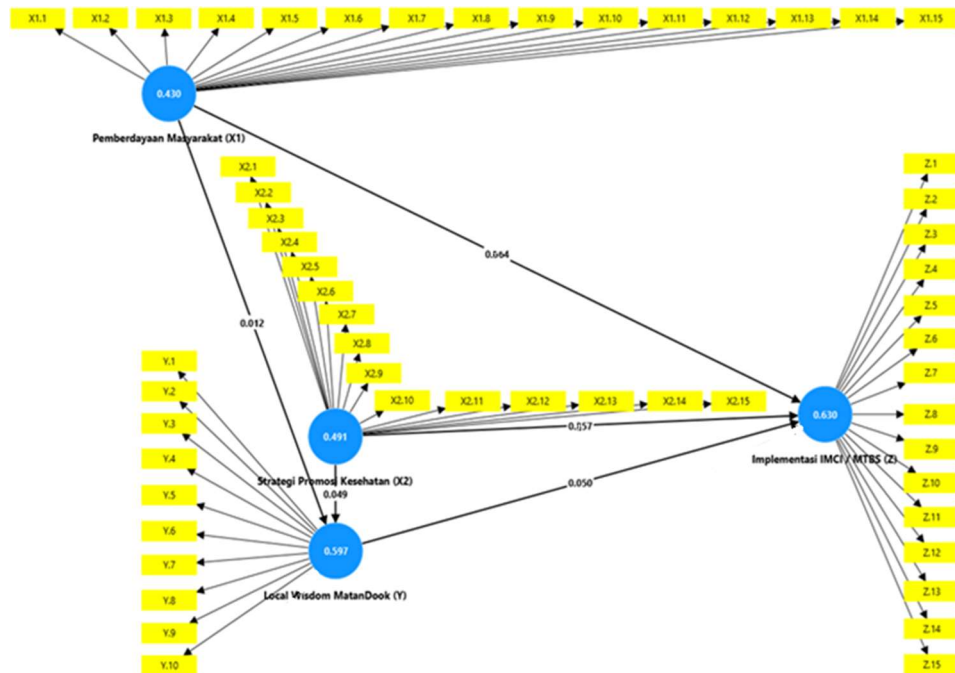 X1.1 X1.2 X1.3 X1.4 X1.5 X1.6 X1.7 X1.8 X1.9 X1.10 X1.11 X1.12 X1.13 X1.14 X1.15
0.430
Pemberdayaan Masyarakat (X1)
X2.1
X2.2
X2.3
X2.4
X2.5
X2.6
X2.7
X2.8
X2.9
X2.10 X2.11 X2.12 X2.13 X2.14 X2.15
0.012
0.491
Strategi Promosi Kesehatan (X2)
0.049
0.597
Local Wisdom MatanDook (Y)
Y.1
Y.2
Y.3
Y.4
Y.5
Y.6
Y.7
Y.8
Y.9
Y.10
0.050
0.630
Implementasi IMCI / MTBS (Z)
Z.1
Z.2
Z.3
Z.4
Z.5
Z.6
Z.7
Z.8
Z.9
Z.10
Z.11
Z.12
Z.13
Z.14
Z.15